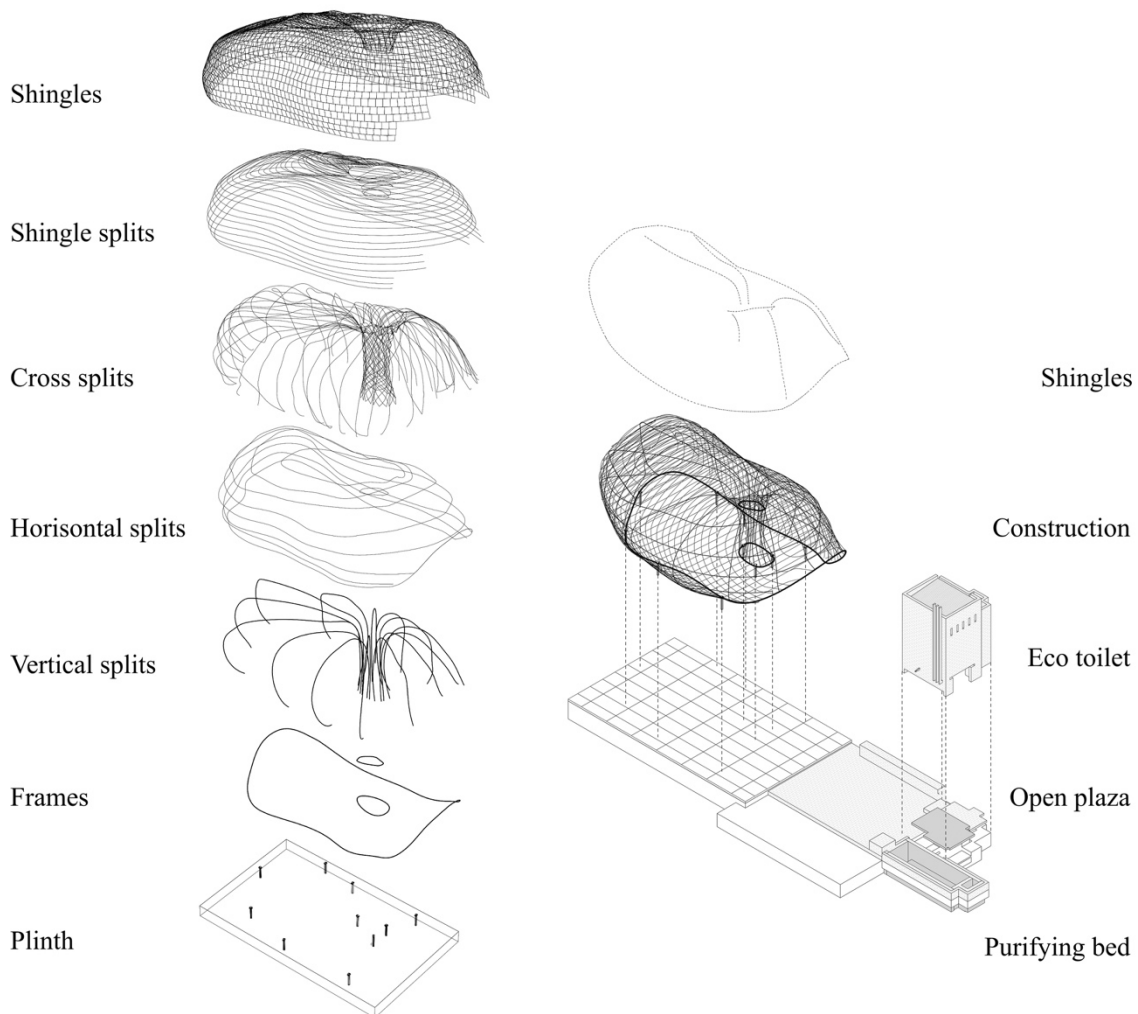 Shingles
Shingle splits
Cross splits
Horisontal splits
Vertical splits
Frames
Plinth
Shingles
Construction
Eco toilet
Open plaza
Purifying bed